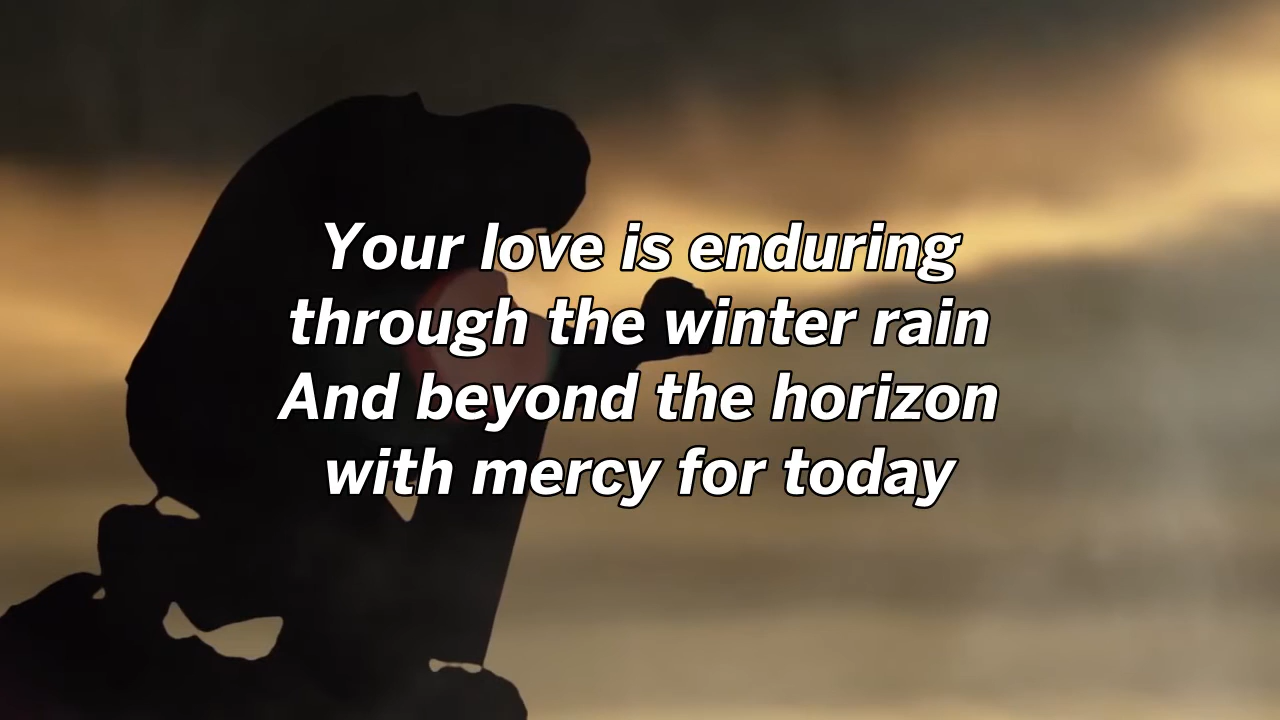 Your love is enduring
through the winter rain
And beyond the horizon
with mercy for today